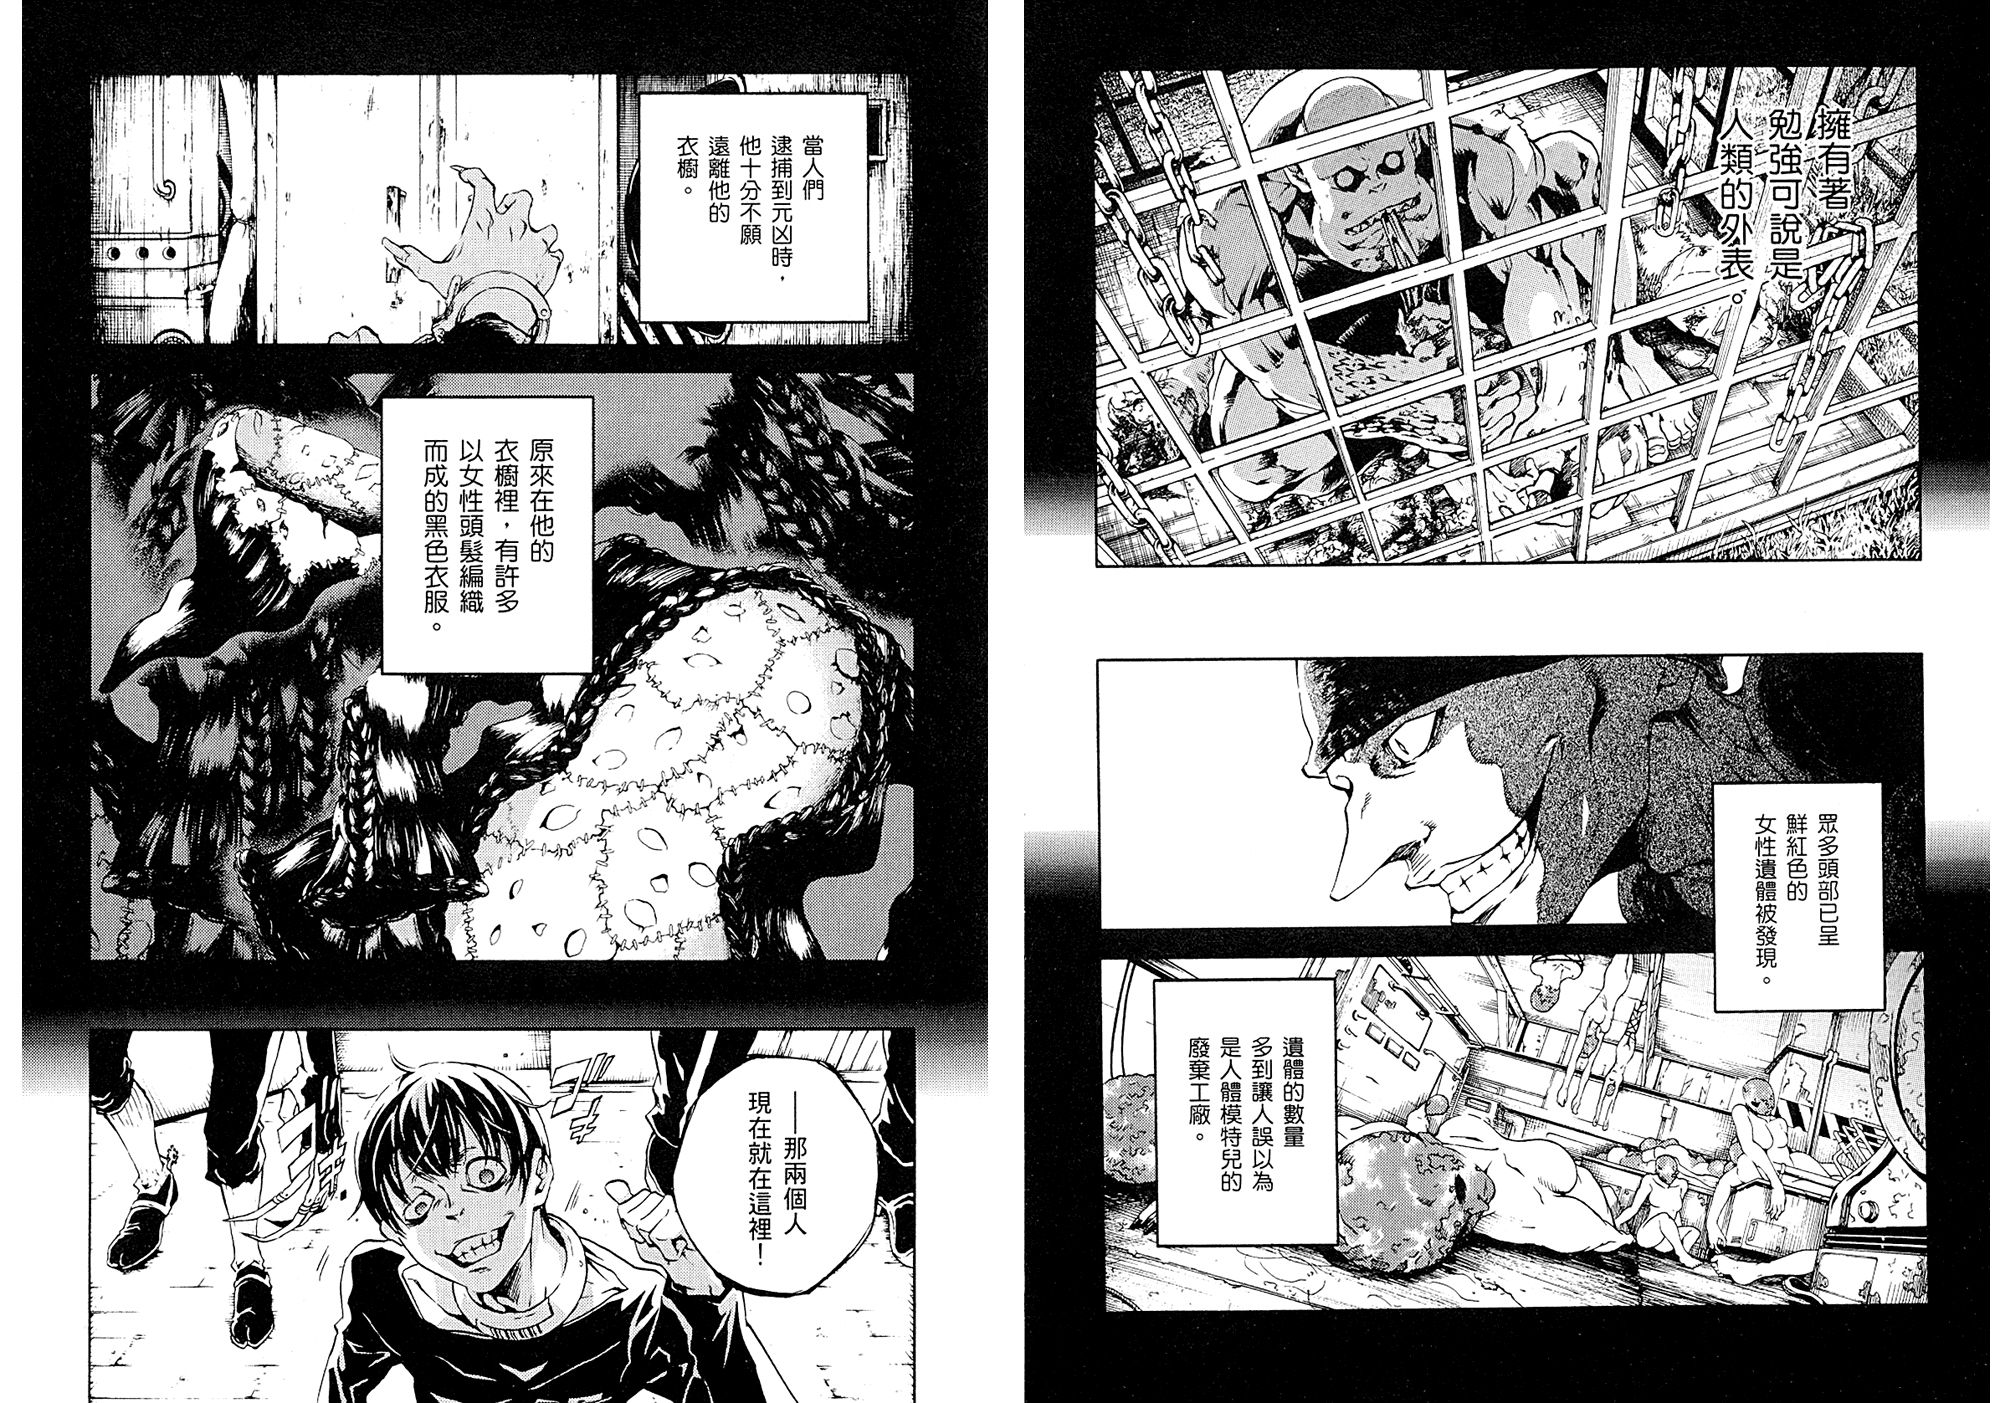 擁有著
勉強可說是
人類的外表。
眾多頭部已呈
鮮紅色的
女性遺體被發現。
遺體的數量
多到讓人誤以為
是人體模特兒的
廢棄工廠。
當人們
逮捕到元凶時，
他十分不願
遠離他的
衣櫥。
原來在他的
衣櫥裡，有許多
以女性頭髮編織
而成的黑色衣服。
——那兩個人
現在就在這裡！